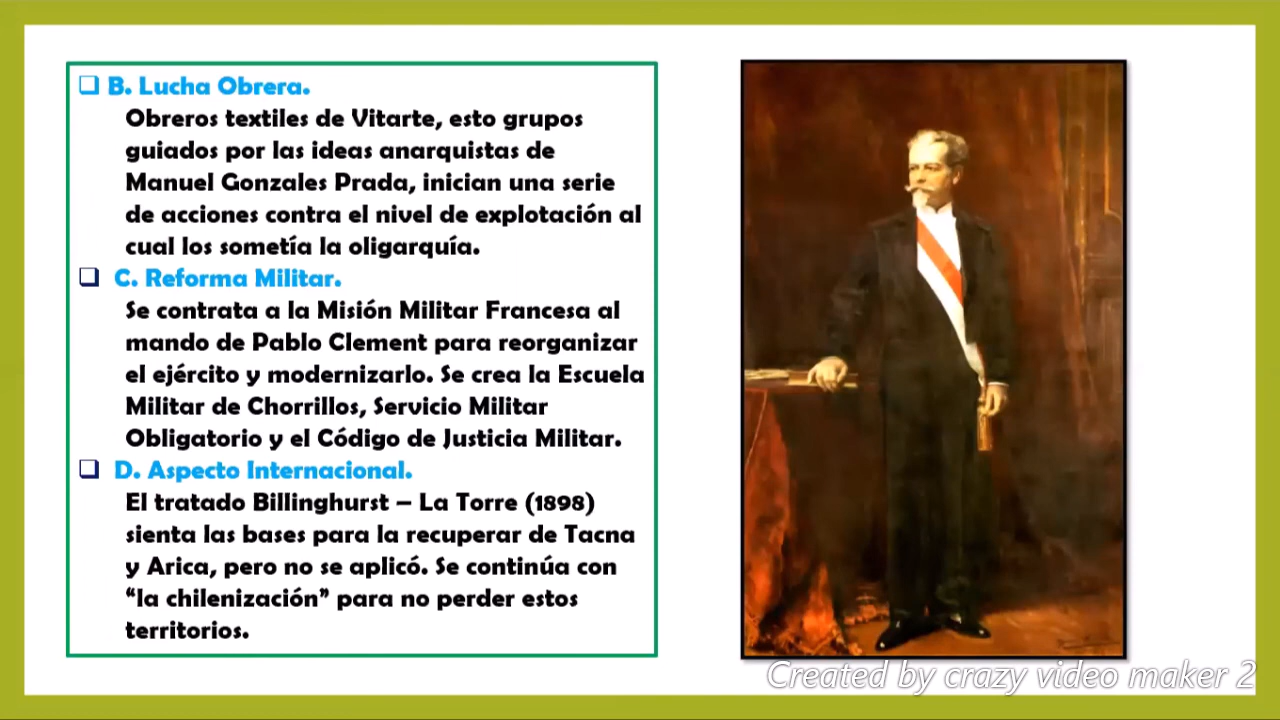 B. Lucha Obrera.
Obreros textiles de Vitarte, esto grupos
guiados por las ideas anarquistas de
Manuel Gonzales Prada, inician una serie
de acciones contra el nivel de explotación al
cual los sometía la oligarquía.
C. Reforma Militar.
Se contrata a la Misión Militar Francesa al
mando de Pablo Clement para reorganizar
el ejército y modernizarlo. Se crea la Escuela
Militar de Chorrillos, Servicio Militar
Obligatorio y el Código de Justicia Militar.
D. Aspecto Internacional.
El tratado Billinghurst – La Torre (1898)
sienta las bases para la recuperar de Tacna
y Arica, pero no se aplicó. Se continúa con
“la chilenización” para no perder estos
territorios.
Created by crazy video maker 2